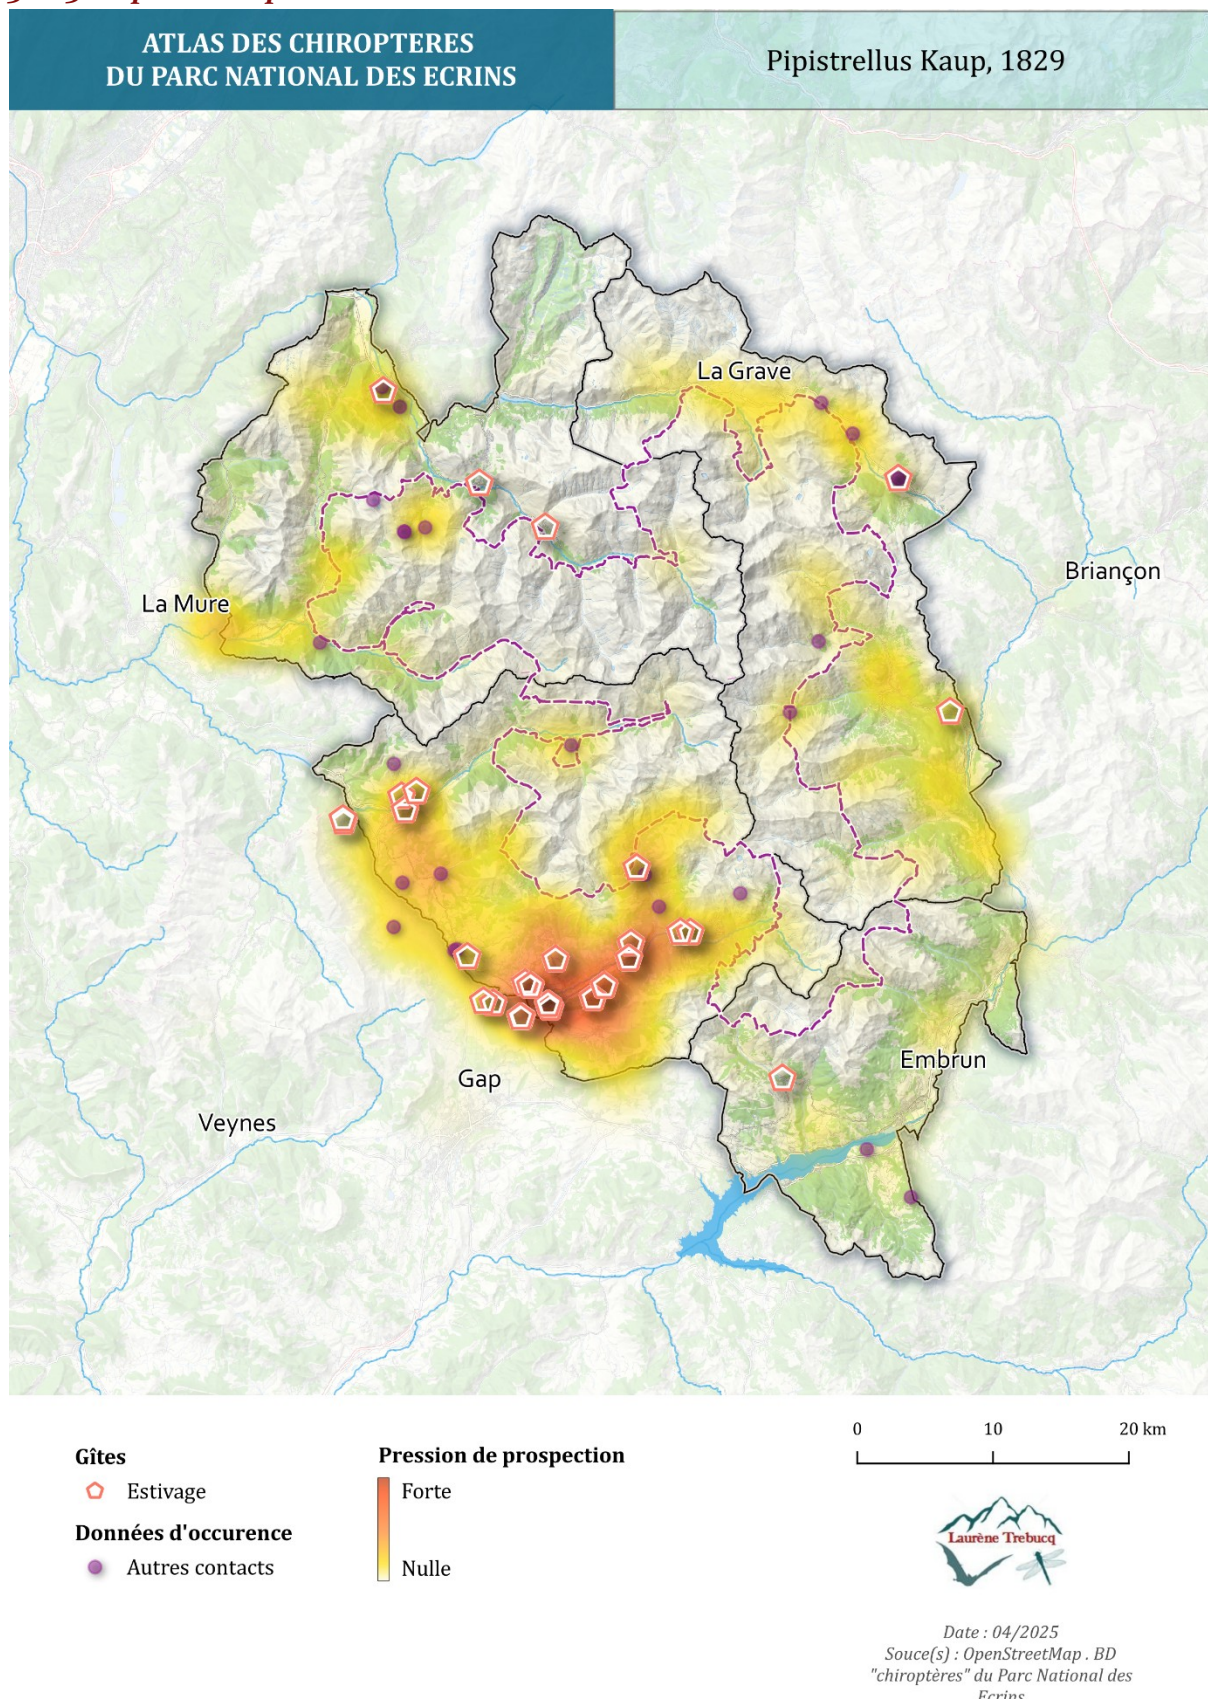 ATLAS DES CHIROPTERES
DU PARC NATIONAL DES ECRINS
Pipistrellus Kaup, 1829
La Grave
Briançon
La Mure
Embrun
Gap
Veynes
Gîtes
Estivage
Données d'occurence
Autres contacts
Pression de prospection
Forte
Nulle
0 10 20 km
Laurène Trebucq
Date : 04/2025
Souce(s) : OpenStreetMap . BD
"chiroptères" du Parc National des
Ecrins